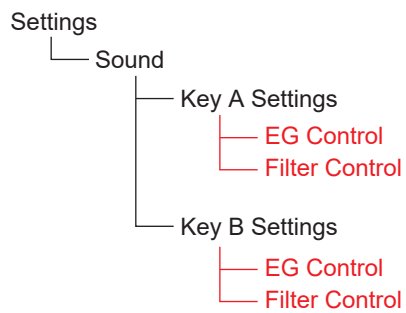 Settings
Sound
Key A Settings
EG Control
Filter Control
Key B Settings
EG Control
Filter Control